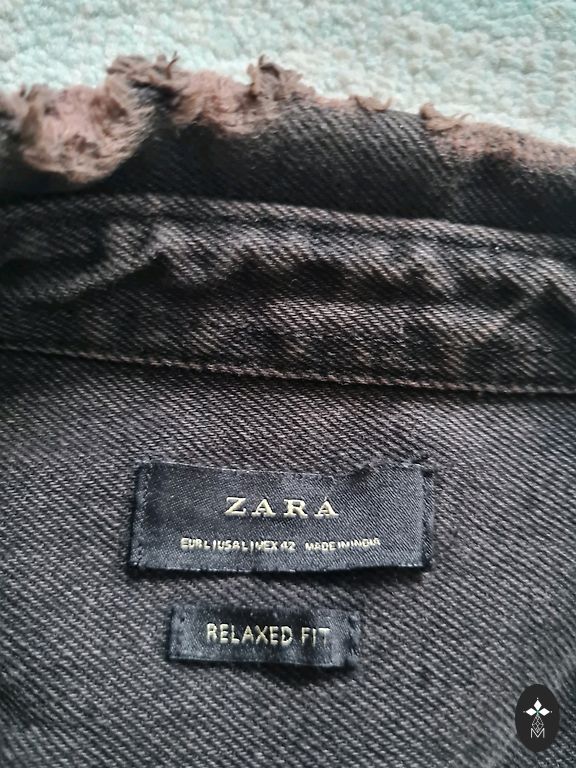 ZARA
EUR L | USA L | MEX 42 MADE IN INDIA
RELAXED FIT
M